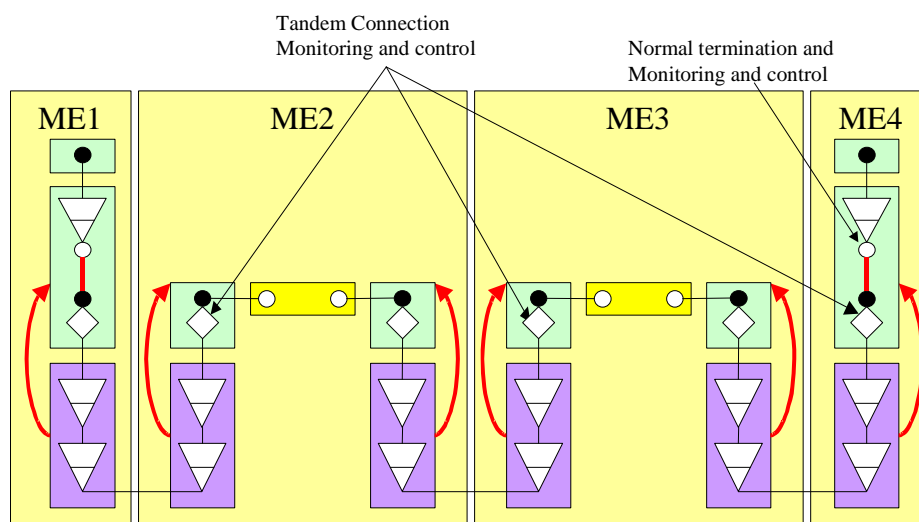 Tandem Connection
Monitoring and control
Normal termination and
Monitoring and control
ME1
ME2
ME3
ME4